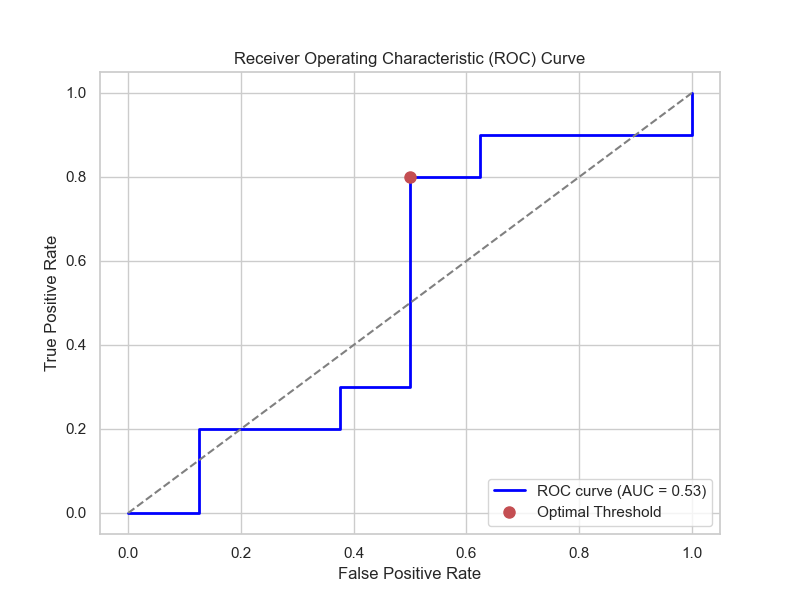 Receiver Operating Characteristic (ROC) Curve
True Positive Rate
1.0
0.8
0.6
0.4
0.2
0.0
ROC curve (AUC = 0.53)
Optimal Threshold
0.0 0.2 0.4 0.6 0.8 1.0
False Positive Rate